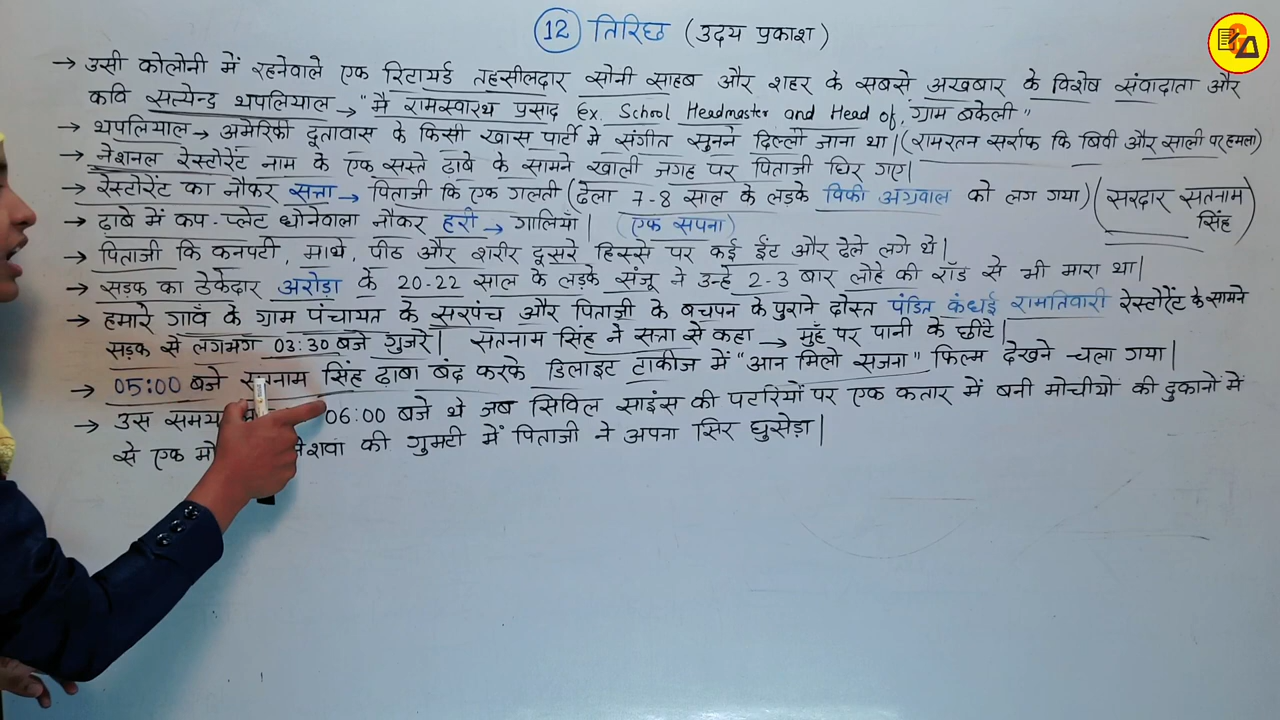 12 तिरिछ (उदय प्रकाश)
→ उसी कोलोनी में रहनेवाले एक रिटायर्ड तहसीलदार सोनी साहब और शहर के सबसे अखबार के विशेष संवादाता और
कवि सत्येन्द्र थपलियाल → "मै रामस्वारथ प्रसाद Ex. School Headmaster and Head of, ग्राम बकेली"
→ थपलियाल → अमेरिकी दूतावास के किसी खास पार्टी मे संगीत सुनने दिल्ली जाना था। (रामरतन सर्राफ कि बिवी और साली पर हमला)
→ नेशनल रेस्टोरेंट नाम के एक सस्ते ढाबे के सामने खाली जगह पर पिताजी घिर गए।
→ रेस्टोरेंट का नौकर सत्ना → पिताजी कि एक गलती (ढेला 7-8 साल के लड़के विकी अग्रवाल को लग गया) (सरदार सतनाम सिंह)
→ ढ़ाबे में कप-प्लेट धोनेवाला नौकर हरी → गालियाँ। (एक सपना)
→ पिताजी कि कनपटी, माथे, पीठ और शरीर दूसरे हिस्से पर कई ईंट और ढेले लगे थे।
→ सड़क का ठेकेदार अरोड़ा के 20-22 साल के लड़के संजू ने उन्हे 2-3 बार लोहे की रॉड से भी मारा था।
→ हमारे गाँव के ग्राम पंचायत के सरपंच और पिताजी के बचपन के पुराने दोस्त पंडित कंधई रामतिवारी रेस्टोरेंट के सामने
सड़क से लगभग 03:30 बजे गुजरे। सतनाम सिंह ने सत्ना से कहा → मुहँ पर पानी के छींटे।
→ 05:00 बजे सतनाम सिंह ढाबा बंद करके डिलाइट टाकीज में "आन मिलो सजना" फिल्म देखने चला गया।
→ उस समय 06:00 बजे थे जब सिविल साइंस की पटरियों पर एक कतार में बनी मोचीयो की दुकानो में
से एक की गुमटी में पिताजी ने अपना सिर घुसेड़ा।